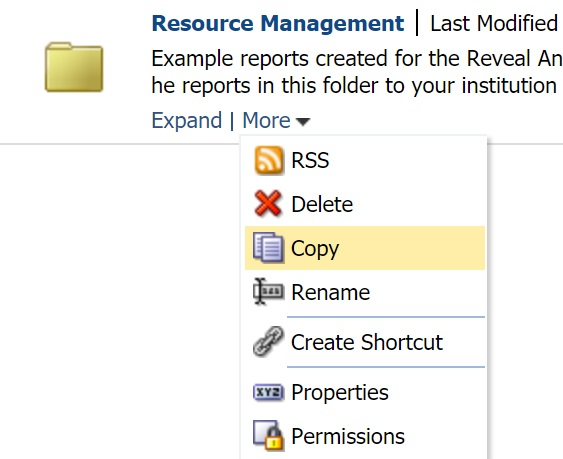 Resource Management | Last Modified
Example reports created for the Reveal An
he reports in this folder to your institution
Expand | More
RSS
Delete
Copy
Rename
Create Shortcut
XYZ Properties
Permissions